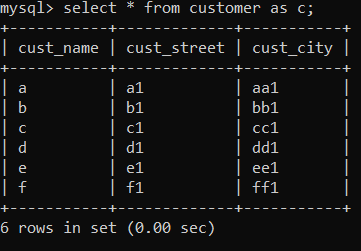 mysql> select * from customer as c;
+-----------+-------------+-----------+
| cust_name | cust_street | cust_city |
+-----------+-------------+-----------+
| a         | a1          | aa1       |
| b         | b1          | bb1       |
| c         | c1          | cc1       |
| d         | d1          | dd1       |
| e         | e1          | ee1       |
| f         | f1          | ff1       |
+-----------+-------------+-----------+
6 rows in set (0.00 sec)